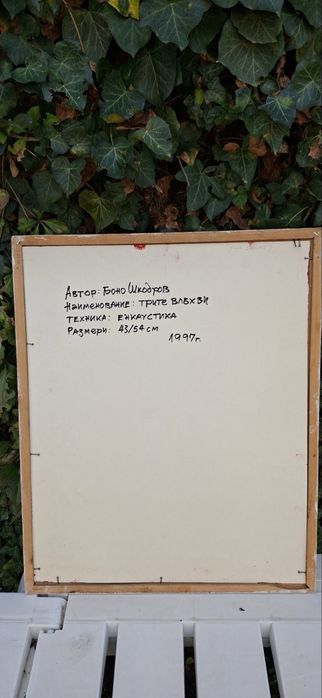 Автор: Боно Шкодров
Наименование: Трите влъхви
Техника: Енкаустика
Размери: 43/54 см
1997г.